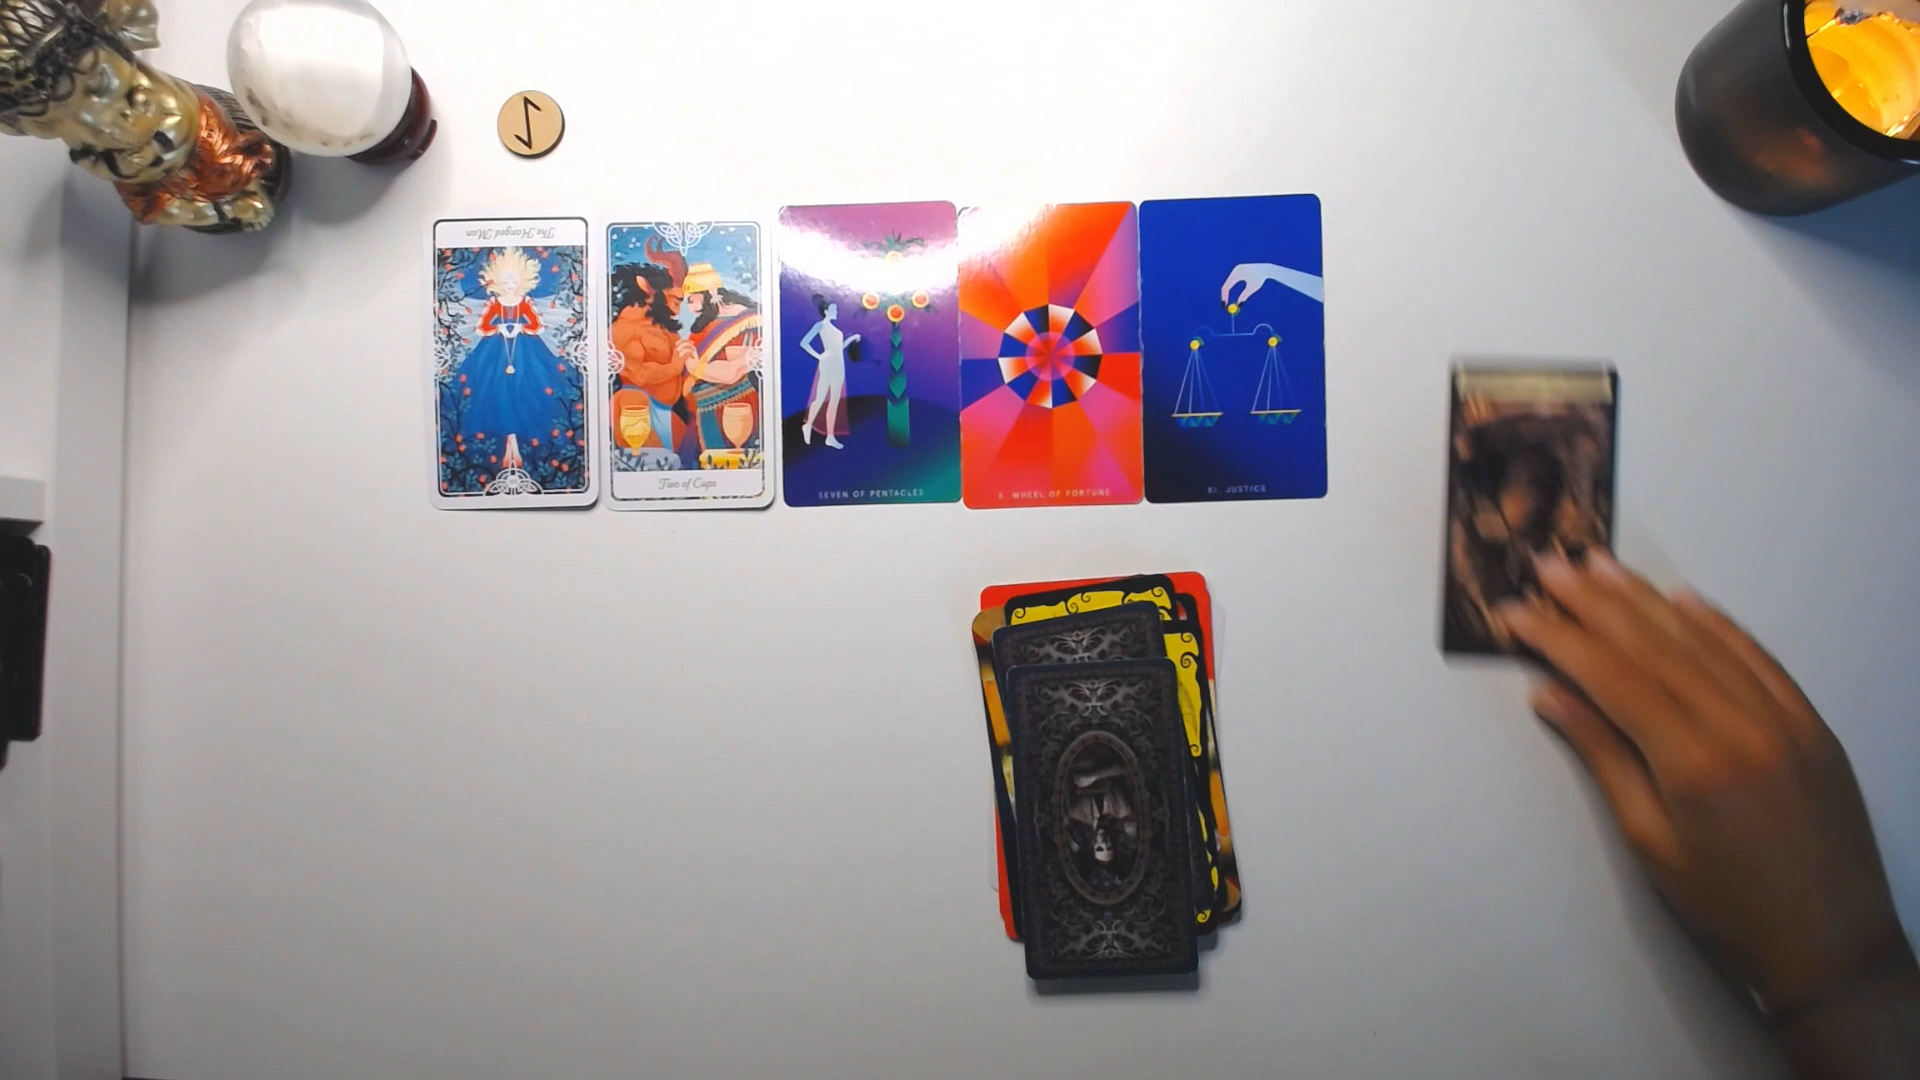 The Hanged Man
Two of Cups
SEVEN OF PENTACLES
X. WHEEL OF FORTUNE
XI. JUSTICE